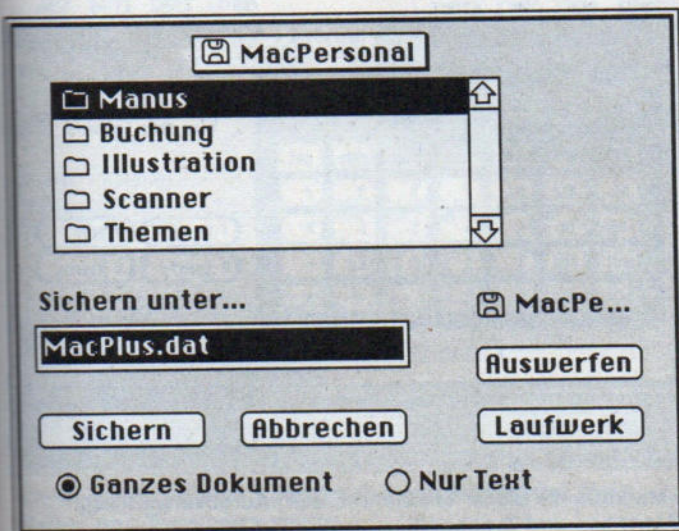 MacPersonal
Manus
Buchung
Illustration
Scanner
Themen
Sichern unter...
MacPe...
MacPlus.dat
Auswerfen
Sichern
Abbrechen
Laufwerk
Ganzes Dokument
Nur Text